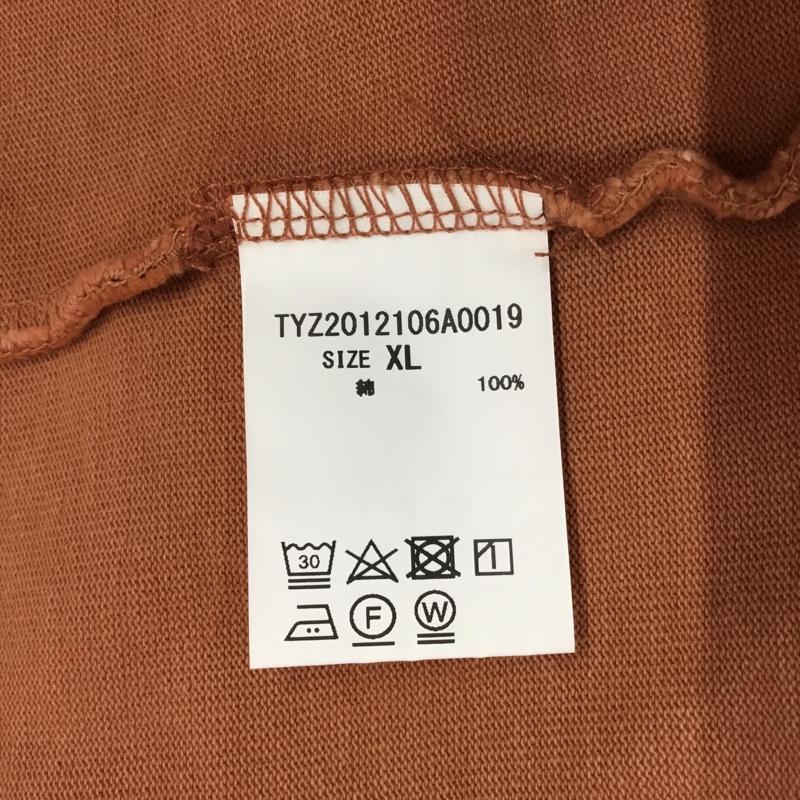 TYZ2012106A0019
SIZE XL
綿 100%
30
F W